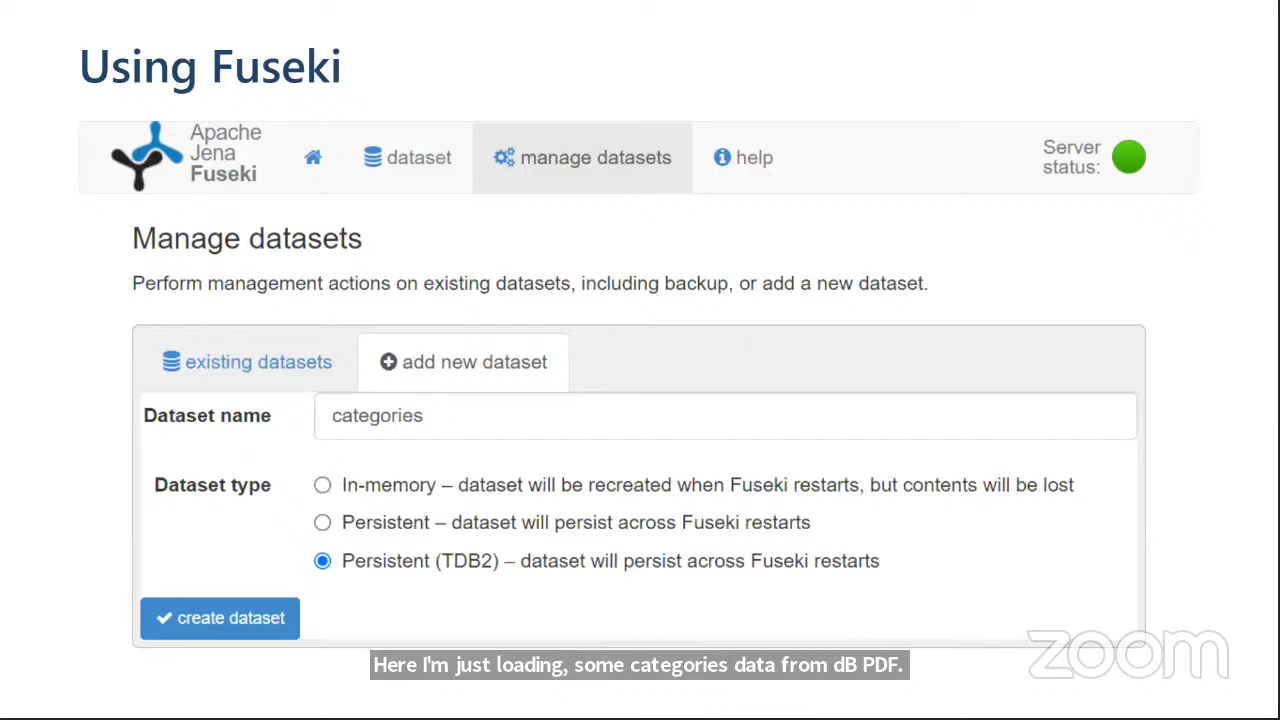 Using Fuseki
Apache
Jena
Fuseki
dataset
manage datasets
help
Server
status:
Manage datasets
Perform management actions on existing datasets, including backup, or add a new dataset.
existing datasets
add new dataset
Dataset name
categories
Dataset type
In-memory – dataset will be recreated when Fuseki restarts, but contents will be lost
Persistent – dataset will persist across Fuseki restarts
Persistent (TDB2) – dataset will persist across Fuseki restarts
create dataset
Here I'm just loading, some categories data from dB PDF.
zoom